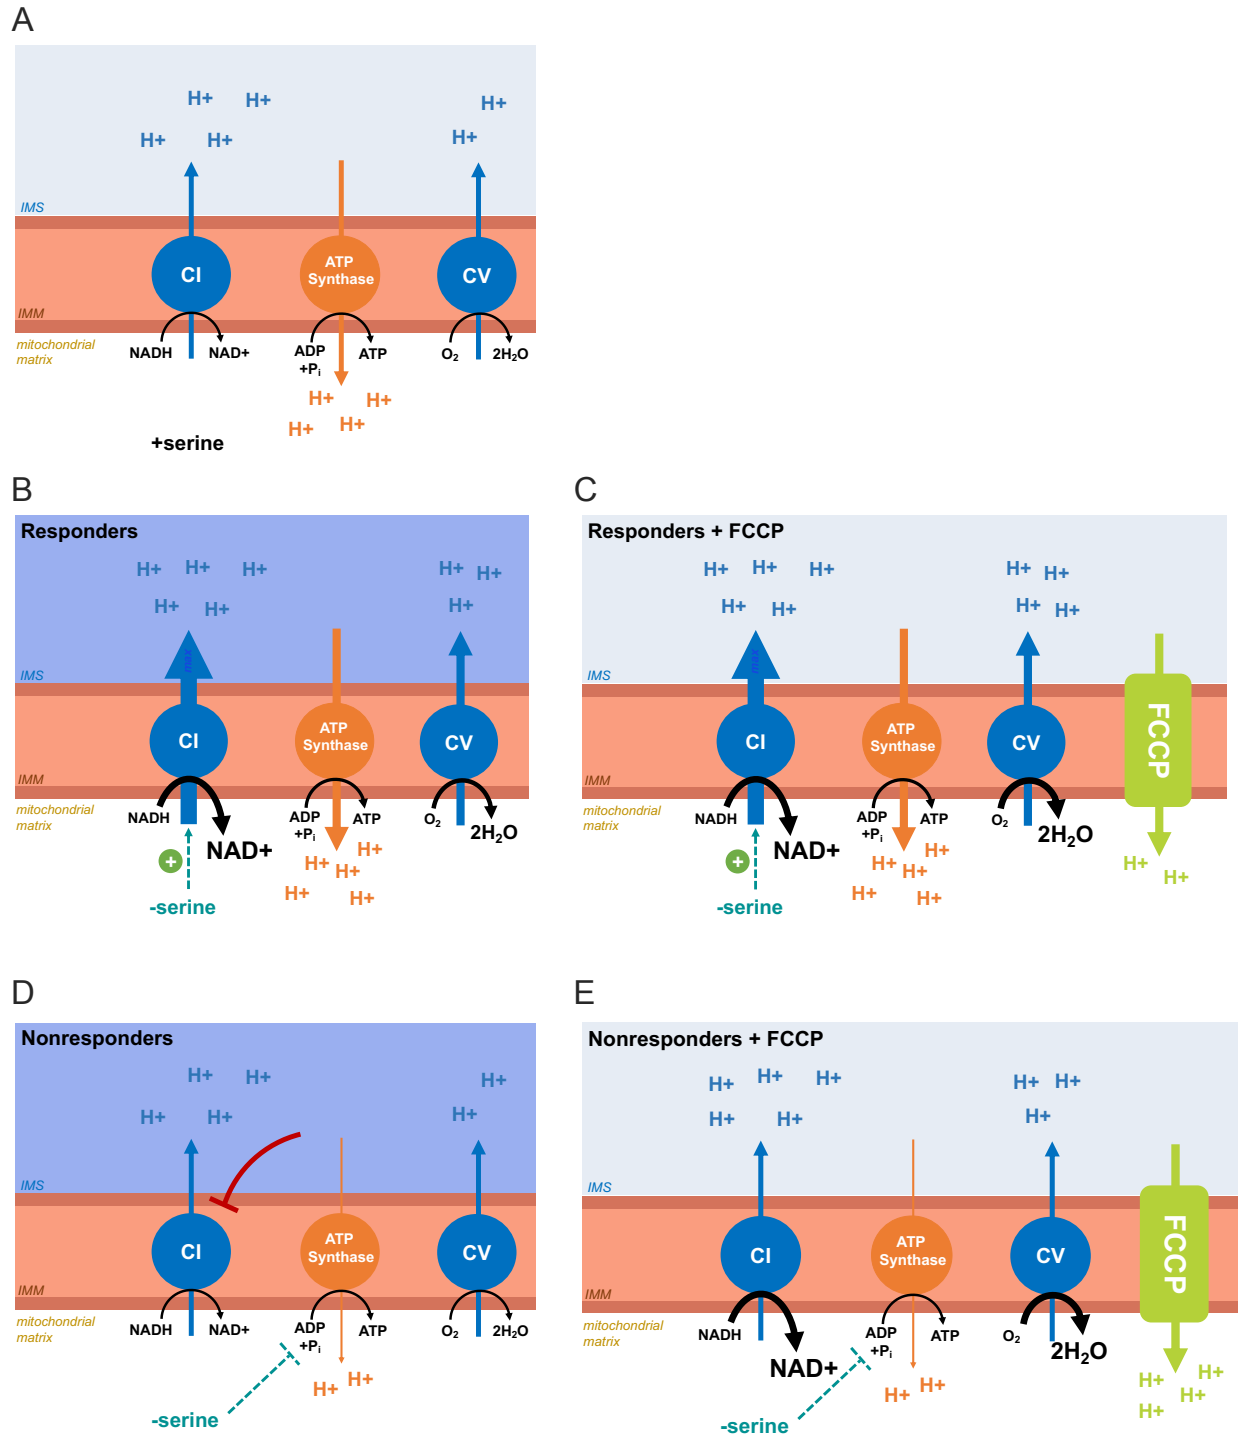 A
H+ H+ H+
H+ H+ H+
IMS
CI ATP Synthase CV
IMM
mitochondrial
matrix
NADH NAD+ ADP ATP O₂ 2H₂O
+Pᵢ
H+ H+
H+ H+
+serine
B
Responders
H+ H+ H+ H+ H+
H+ H+ H+
max
IMS
CI ATP Synthase CV
IMM
mitochondrial
matrix
NADH NAD+ ADP ATP O₂ 2H₂O
+Pᵢ
+
H+
H+ H+
H+ H+
-serine
C
Responders + FCCP
H+ H+ H+ H+ H+
H+ H+ H+ H+
max
IMS
CI ATP Synthase CV FCCP
IMM
mitochondrial
matrix
NADH NAD+ ADP ATP O₂ 2H₂O
+Pᵢ
+
H+
H+ H+ H+ H+
H+ H+
-serine
D
Nonresponders
H+ H+ H+
H+ H+ H+
IMS
CI ATP Synthase CV
IMM
mitochondrial
matrix
NADH NAD+ ADP ATP O₂ 2H₂O
+Pᵢ
H+ H+
-serine
E
Nonresponders + FCCP
H+ H+ H+ H+ H+
H+ H+ H+
IMS
CI ATP Synthase CV FCCP
IMM
mitochondrial
matrix
NADH NAD+ ADP ATP O₂ 2H₂O
+Pᵢ
H+ H+ H+ H+
H+ H+
-serine